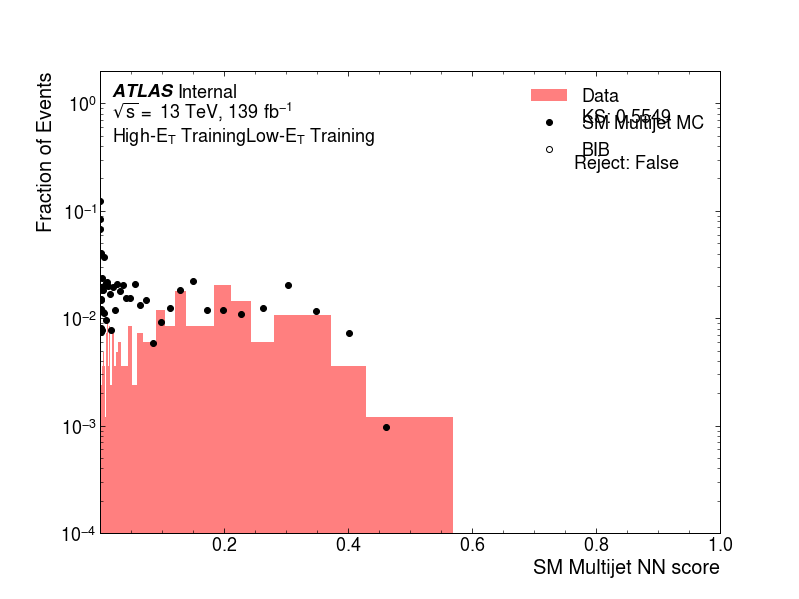 ATLAS Internal
√s = 13 TeV, 139 fb⁻¹
High-E_T TrainingLow-E_T Training
Data
KS: 0.5549
SM Multijet MC
BIB
Reject: False
Fraction of Events
10⁰
10⁻¹
10⁻²
10⁻³
10⁻⁴
0.2 0.4 0.6 0.8 1.0
SM Multijet NN score